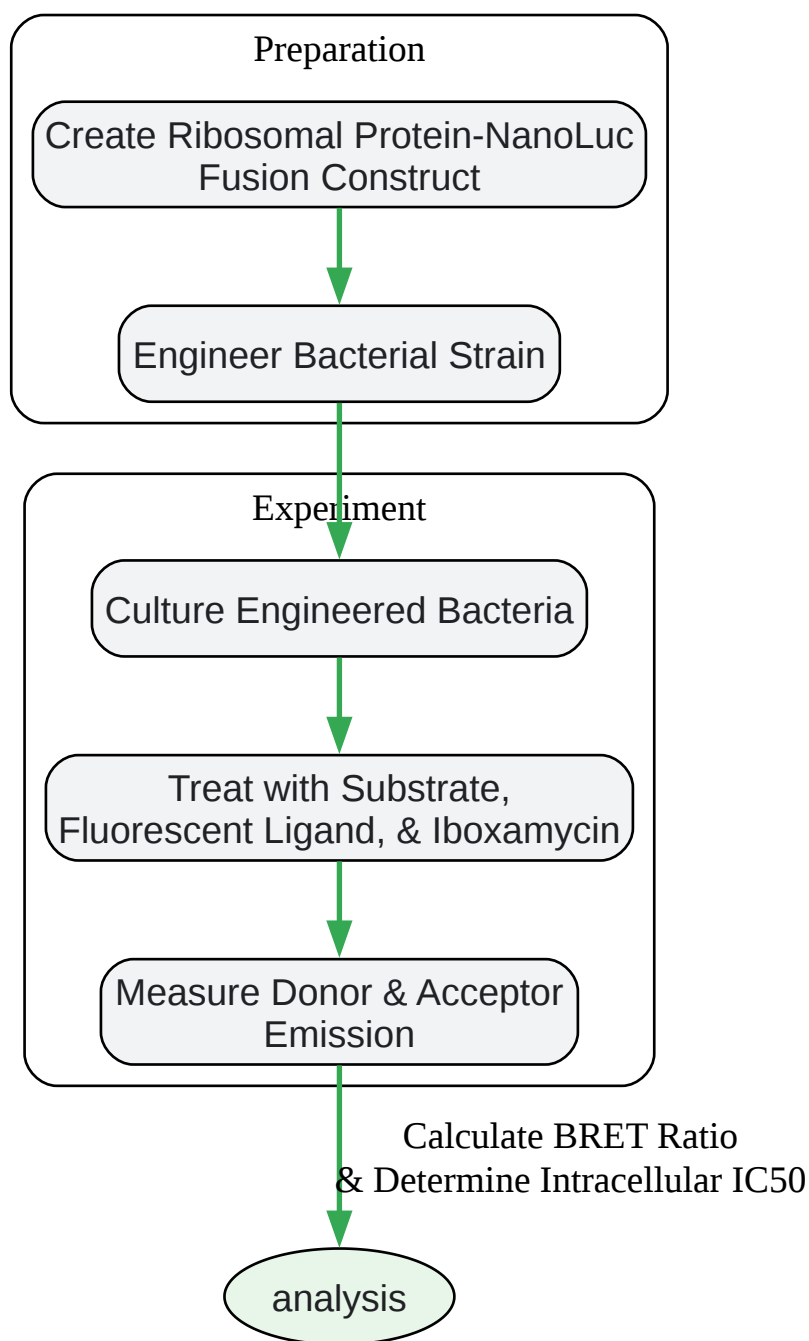 Preparation
Create Ribosomal Protein-NanoLuc
Fusion Construct
Engineer Bacterial Strain
Experiment
Culture Engineered Bacteria
Treat with Substrate,
Fluorescent Ligand, & Iboxamycin
Measure Donor & Acceptor
Emission
Calculate BRET Ratio
& Determine Intracellular IC50
analysis